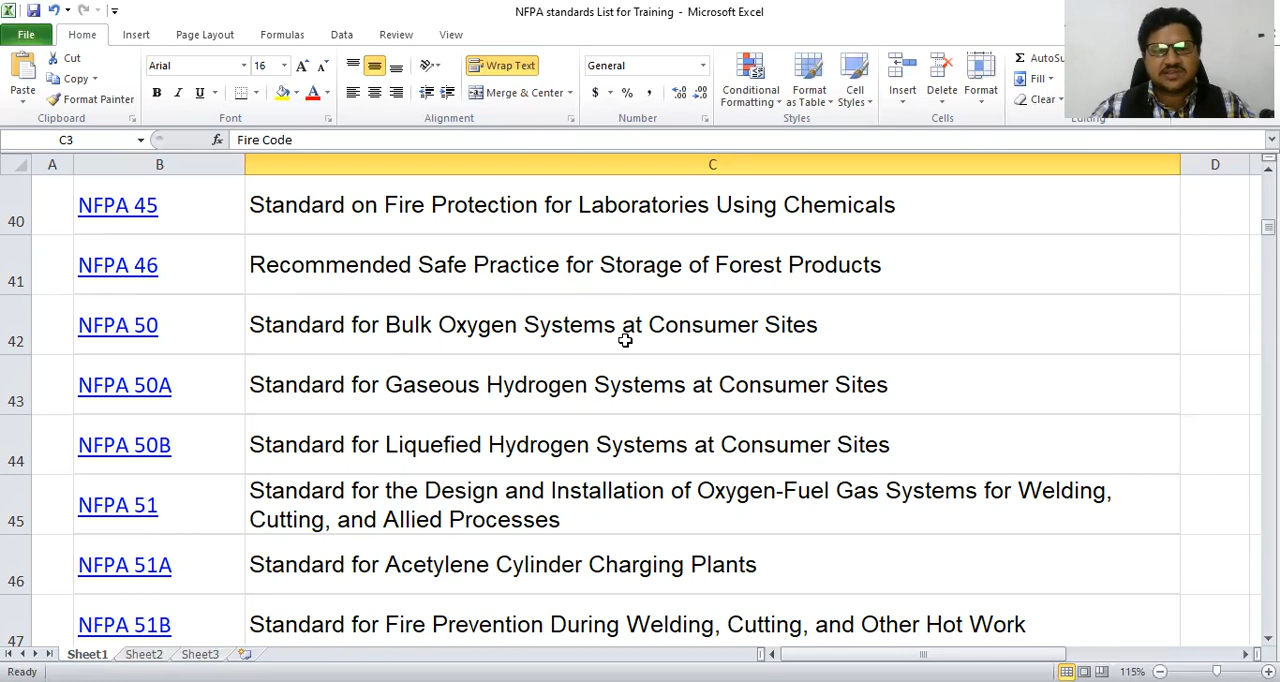 NFPA standards List for Training - Microsoft Excel
File Home Insert Page Layout Formulas Data Review View
Paste
Cut
Copy
Format Painter
Clipboard
Arial 16
B I U
Font
Wrap Text
Merge & Center
Alignment
General
$ % ,
Number
Conditional Formatting
Format as Table
Cell Styles
Styles
Insert Delete Format
Cells
Σ AutoSu
Fill
Clear
C3 fx Fire Code
A B C D
40 NFPA 45 Standard on Fire Protection for Laboratories Using Chemicals
41 NFPA 46 Recommended Safe Practice for Storage of Forest Products
42 NFPA 50 Standard for Bulk Oxygen Systems at Consumer Sites
43 NFPA 50A Standard for Gaseous Hydrogen Systems at Consumer Sites
44 NFPA 50B Standard for Liquefied Hydrogen Systems at Consumer Sites
45 NFPA 51 Standard for the Design and Installation of Oxygen-Fuel Gas Systems for Welding,
Cutting, and Allied Processes
46 NFPA 51A Standard for Acetylene Cylinder Charging Plants
47 NFPA 51B Standard for Fire Prevention During Welding, Cutting, and Other Hot Work
Sheet1 Sheet2 Sheet3
Ready 115%